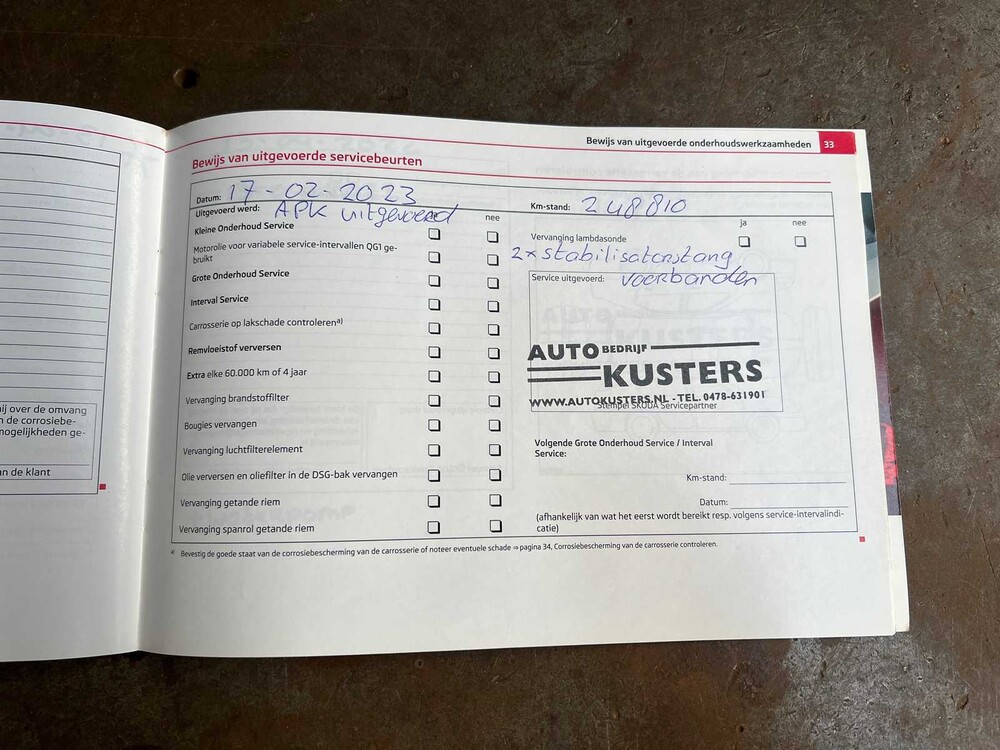 Bewijs van uitgevoerde onderhoudswerkzaamheden 33
Bewijs van uitgevoerde servicebeurten
Datum: 17-02-2023
Km-stand: 248810
Uitgevoerd werd: APK uitgevoerd
nee
ja nee
Kleine Onderhoud Service
Motorolie voor variabele service-intervallen QG1 ge-
bruikt
Grote Onderhoud Service
Interval Service
Carrosserie op lakschade controleren a)
Remvloeistof verversen
Extra elke 60.000 km of 4 jaar
Vervanging brandstoffilter
Bougies vervangen
Vervanging luchtfilterelement
Olie verversen en oliefilter in de DSG-bak vervangen
Vervanging getande riem
Vervanging spanrol getande riem
Vervanging lambdasonde
2x stabilisatorstang
Service uitgevoerd: voorbanden
AUTO BEDRIJF
KUSTERS
WWW.AUTOKUSTERS.NL - TEL. 0478-631901
Stempel ŠKODA Servicepartner
Volgende Grote Onderhoud Service / Interval
Service:
Km-stand:
Datum:
(afhankelijk van wat het eerst wordt bereikt resp. volgens service-intervalindi-
catie)
a) Bevestig de goede staat van de corrosiebescherming van de carrosserie of noteer eventuele schade ⇒ pagina 34, Corrosiebescherming van de carrosserie controleren.
ij over de omvang
n de corrosiebe-
mogelijkheden ge-
an de klant